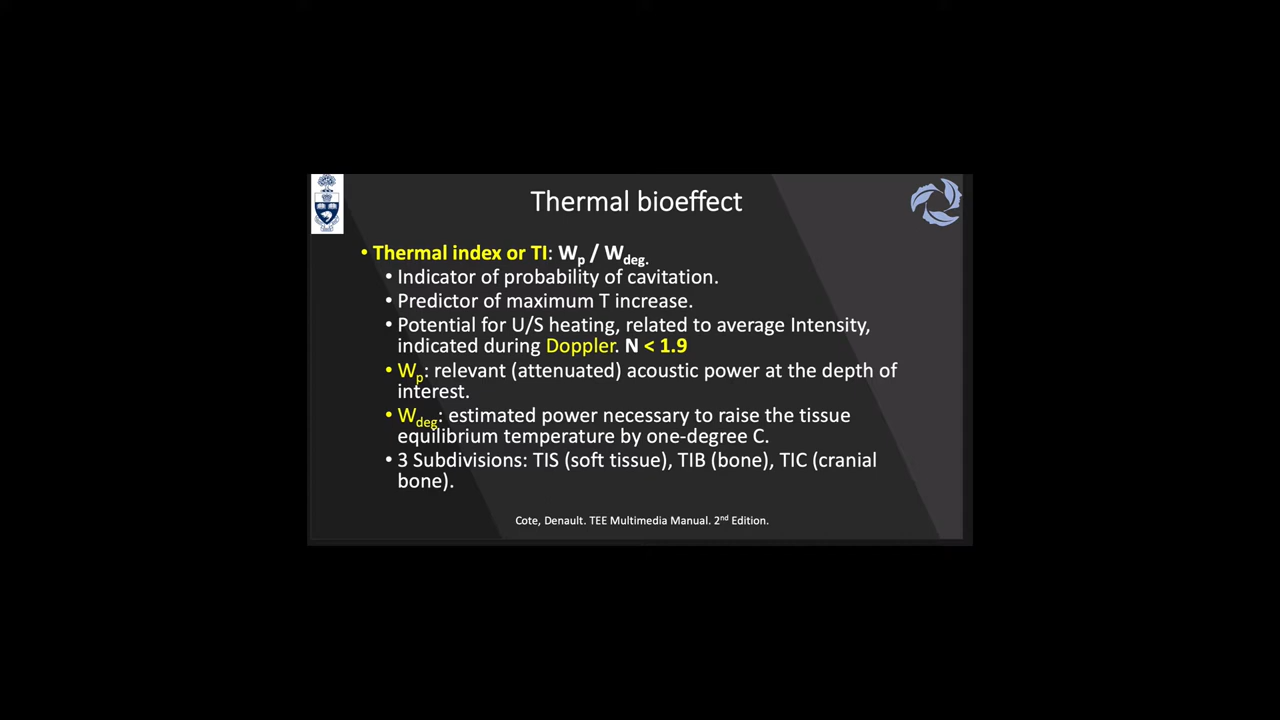 Thermal bioeffect
• Thermal index or TI: Wp / Wdeg.
• Indicator of probability of cavitation.
• Predictor of maximum T increase.
• Potential for U/S heating, related to average Intensity,
indicated during Doppler. N < 1.9
• Wp: relevant (attenuated) acoustic power at the depth of
interest.
• Wdeg: estimated power necessary to raise the tissue
equilibrium temperature by one-degree C.
• 3 Subdivisions: TIS (soft tissue), TIB (bone), TIC (cranial
bone).
Cote, Denault. TEE Multimedia Manual. 2nd Edition.